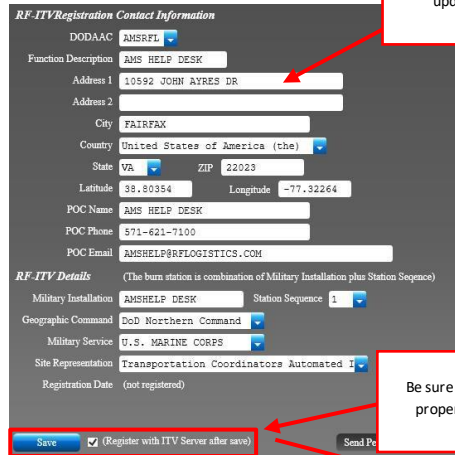 upd
RF-ITVRegistration Contact Information
DODAAC AMSRFL
Function Description AMS HELP DESK
Address 1 10592 JOHN AYRES DR
Address 2
City FAIRFAX
Country United States of America (the)
State VA ZIP 22023
Latitude 38.80354 Longitude -77.32264
POC Name AMS HELP DESK
POC Phone 571-621-7100
POC Email AMSHELP@RFLOGISTICS.COM
RF-ITV Details (The burn station is combination of Military Installation plus Station Seqence)
Military Installation AMSHELP DESK Station Sequence 1
Geographic Command DoD Northern Command
Military Service U.S. MARINE CORPS
Site Representation Transportation Coordinators Automated I
Registration Date (not registered)
Be sure
proper
Save (Register with ITV Server after save) Send Pe